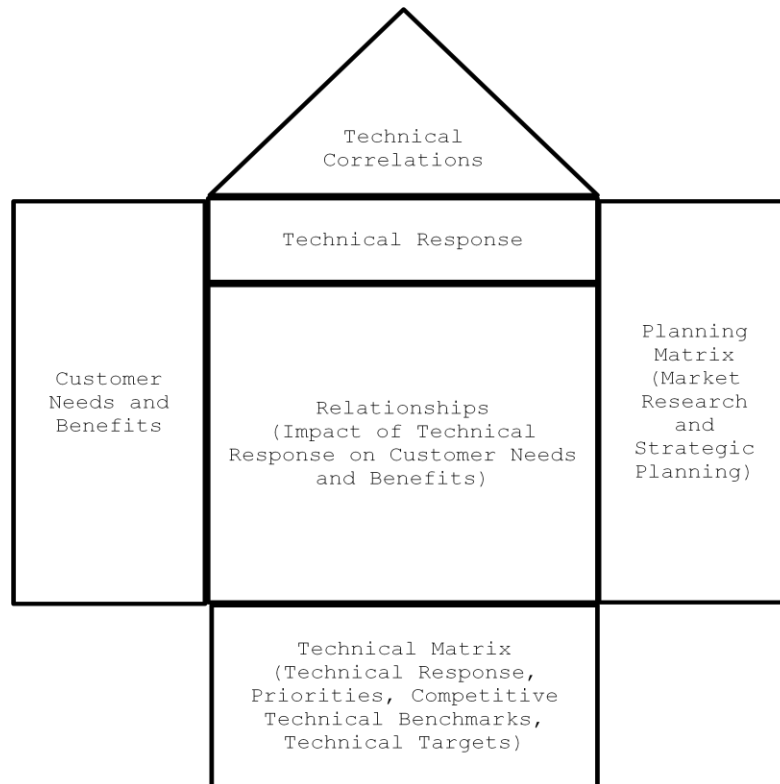 Technical
Correlations
Technical Response
Customer
Needs and
Benefits
Relationships
(Impact of Technical
Response on Customer Needs
and Benefits)
Planning
Matrix
(Market
Research
and
Strategic
Planning)
Technical Matrix
(Technical Response,
Priorities, Competitive
Technical Benchmarks,
Technical Targets)